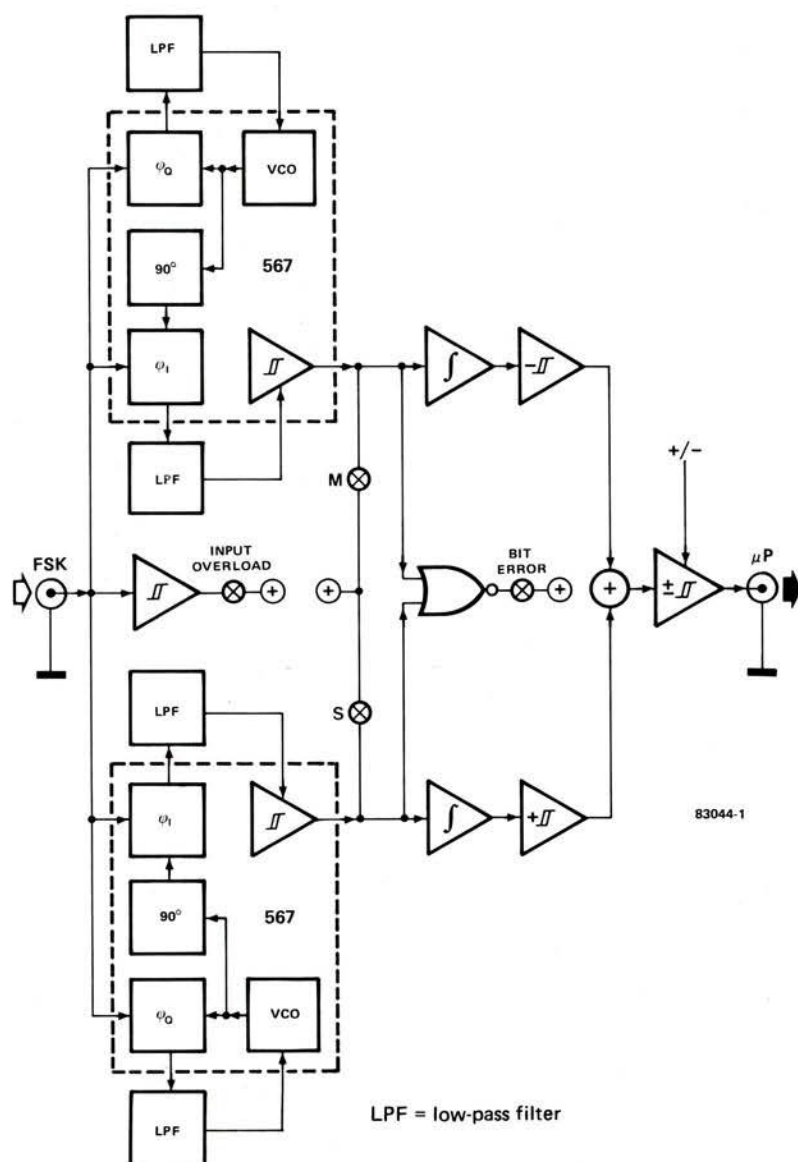 LPF
φQ
VCO
90°
567
φI
LPF
M
+/−
FSK
INPUT
OVERLOAD
BIT
ERROR
μP
+
+
+
+
±
−
∫
LPF
S
φI
∫
+
83044-1
90°
567
φQ
VCO
LPF
LPF = low-pass filter